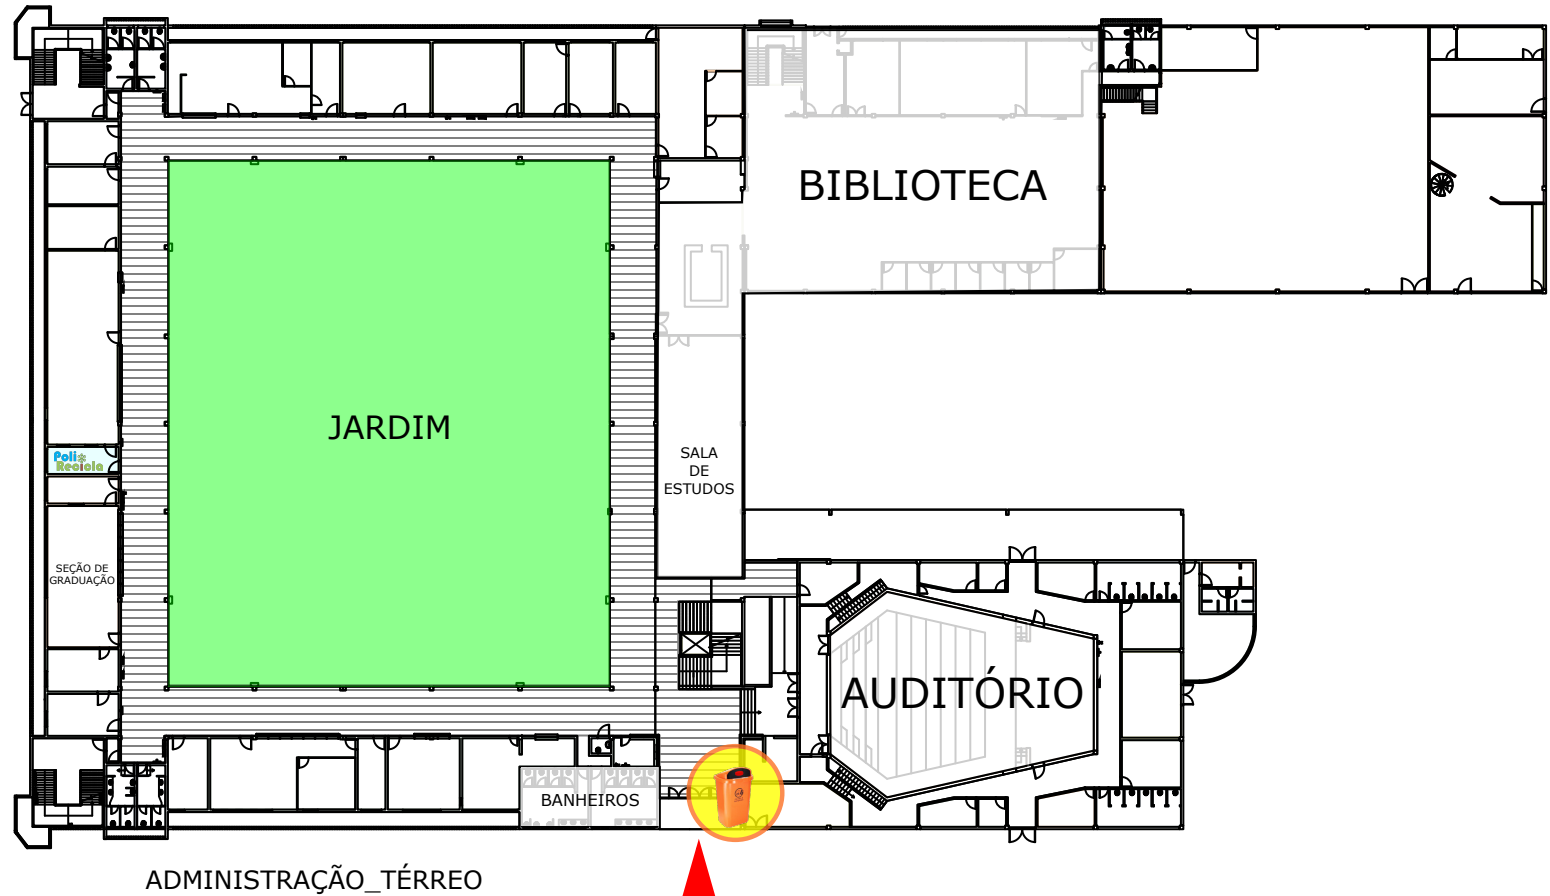 BIBLIOTECA
JARDIM
SALA
DE
ESTUDOS
Poli
Recicla
SEÇÃO DE
GRADUAÇÃO
AUDITÓRIO
BANHEIROS
ADMINISTRAÇÃO_TÉRREO